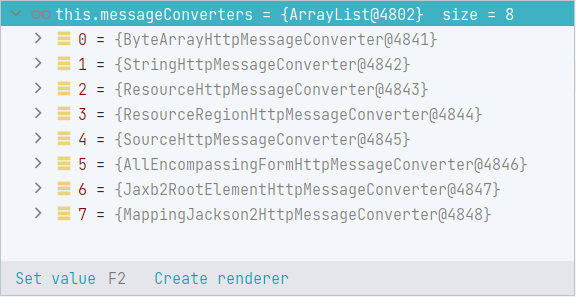 this.messageConverters = {ArrayList@4802}  size = 8
0 = {ByteArrayHttpMessageConverter@4841}
1 = {StringHttpMessageConverter@4842}
2 = {ResourceHttpMessageConverter@4843}
3 = {ResourceRegionHttpMessageConverter@4844}
4 = {SourceHttpMessageConverter@4845}
5 = {AllEncompassingFormHttpMessageConverter@4846}
6 = {Jaxb2RootElementHttpMessageConverter@4847}
7 = {MappingJackson2HttpMessageConverter@4848}
Set value F2   Create renderer